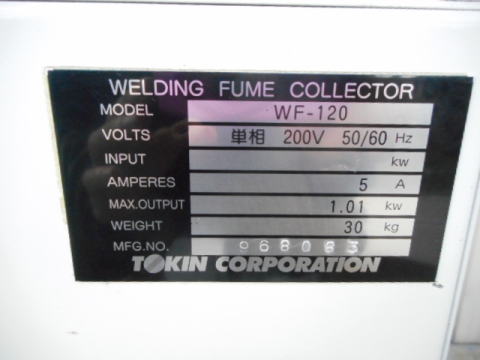 WELDING FUME COLLECTOR
MODEL WF-120
VOLTS 単相 200V 50/60 Hz
INPUT kw
AMPERES 5 A
MAX.OUTPUT 1.01 kw
WEIGHT 30 kg
MFG.NO. 068083
TOKIN CORPORATION